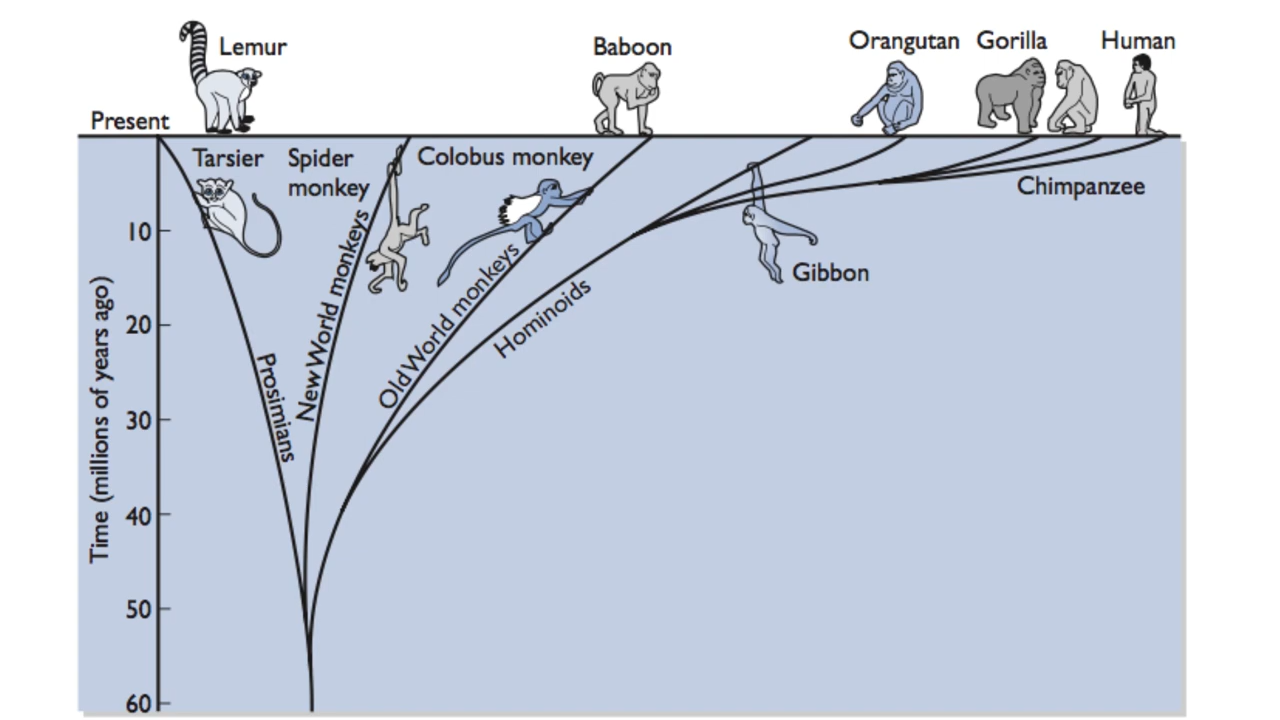 Lemur
Baboon
Orangutan
Gorilla
Human
Present
Tarsier
Spider
monkey
Colobus monkey
Chimpanzee
Gibbon
Prosimians
New World monkeys
Old World monkeys
Hominoids
Time (millions of years ago)
10
20
30
40
50
60